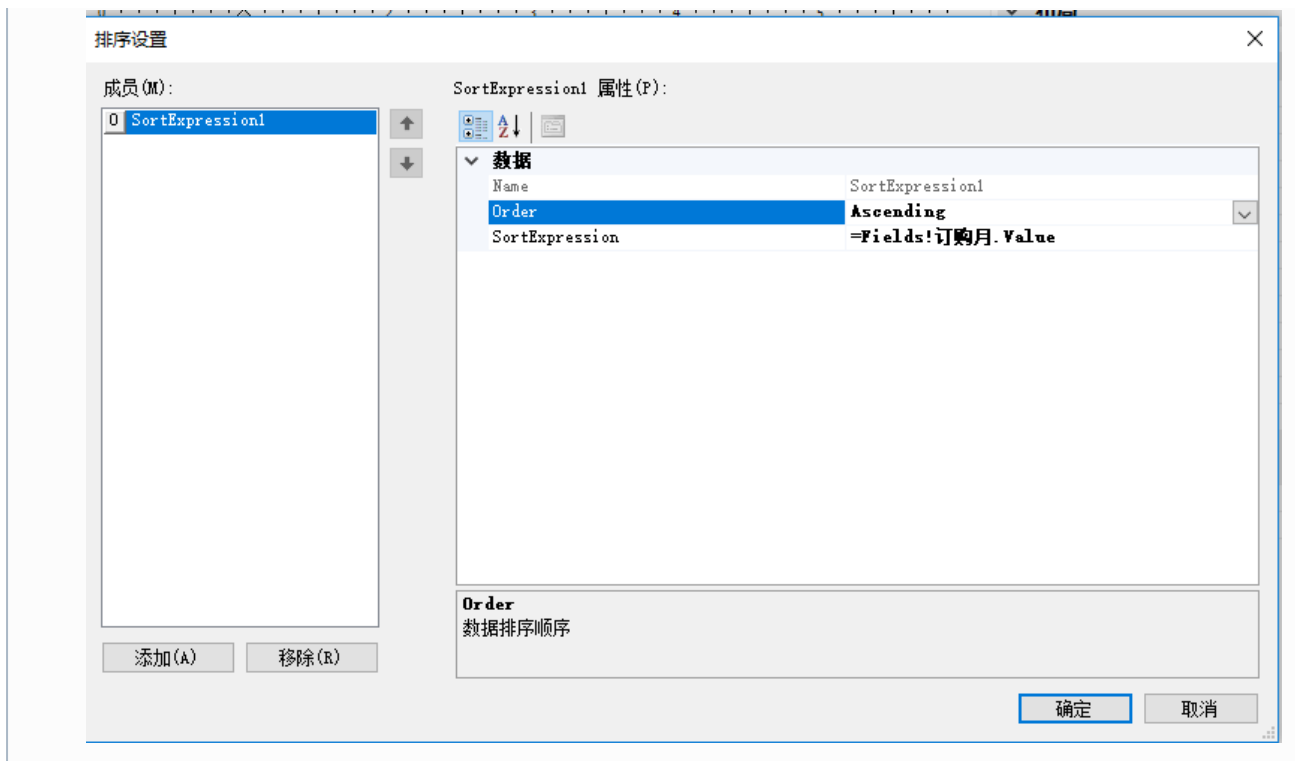 排序设置
成员(M):
0 SortExpression1
添加(A)
移除(R)
SortExpression1 属性(P):
数据
Name SortExpression1
Order Ascending
SortExpression =Fields!订购月.Value
Order
数据排序顺序
确定
取消